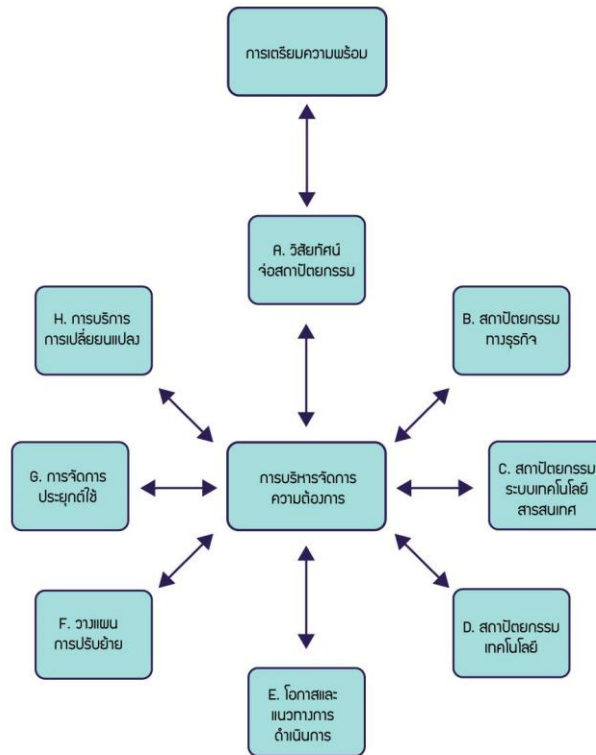 การเตรียมความพร้อม
A. วิสัยทัศน์
จ่อสถาปัตยกรรม
H. การบริการ
การเปลี่ยยนแปลง
B. สถาปัตยกรรม
ทางธุรกิจ
G. การจัดการ
ประยุกต์ใช้
การบริหารจัดการ
ความต้องการ
C. สถาปัตยกรรม
ระบบเทคโนโลยี
สารสนเทศ
F. วางแผน
การปรับย้าย
D. สถาปัตยกรรม
เทคโนโลยี
E. โอกาสและ
แนวทางการ
ดำเนินการ